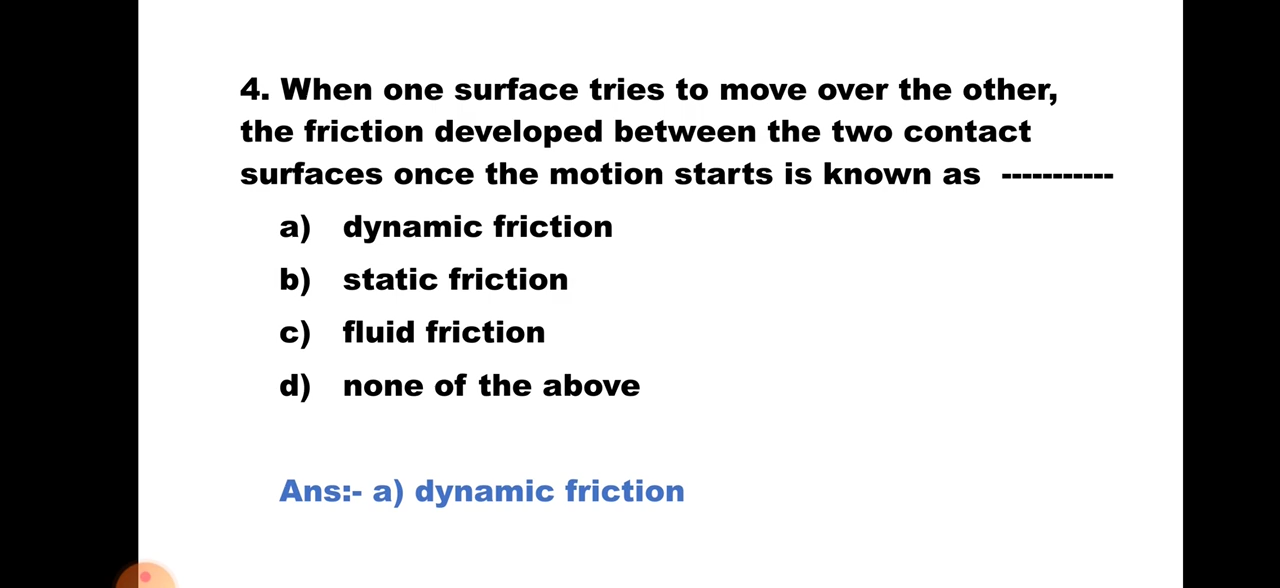 4. When one surface tries to move over the other,
the friction developed between the two contact
surfaces once the motion starts is known as -----------
a) dynamic friction
b) static friction
c) fluid friction
d) none of the above
Ans:- a) dynamic friction